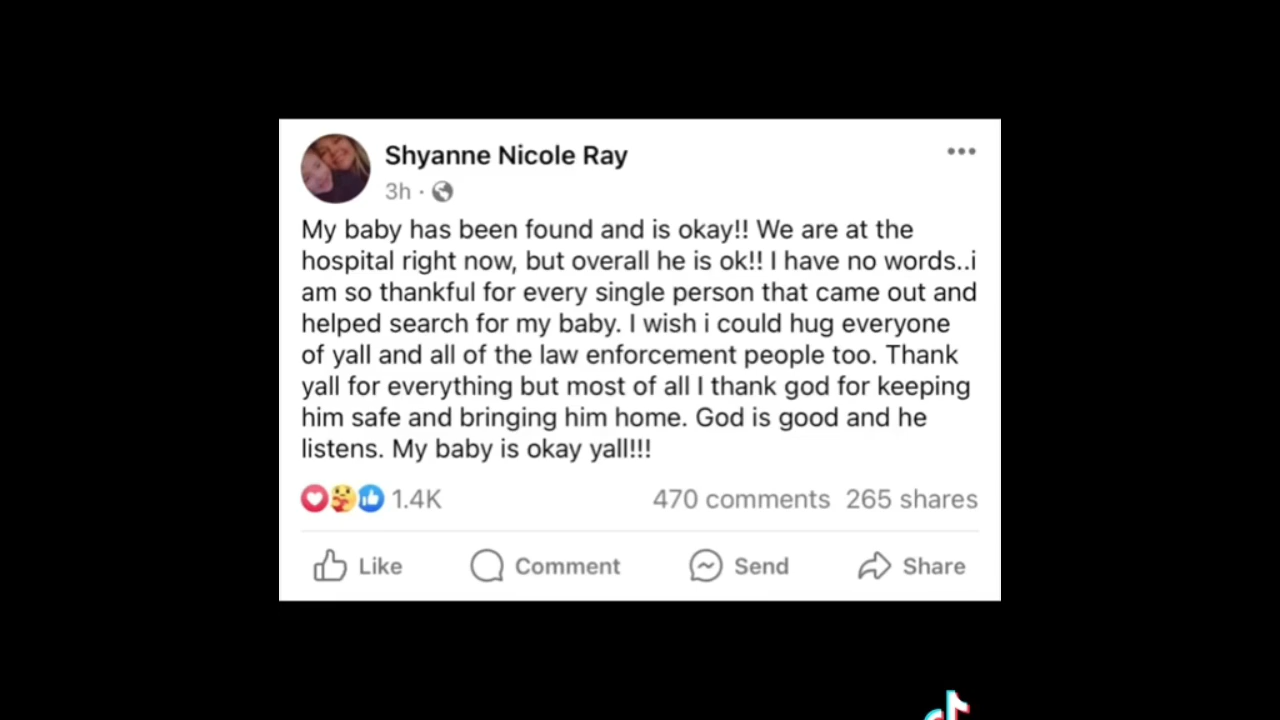 Shyanne Nicole Ray
3h ·
My baby has been found and is okay!! We are at the
hospital right now, but overall he is ok!! I have no words..i
am so thankful for every single person that came out and
helped search for my baby. I wish i could hug everyone
of yall and all of the law enforcement people too. Thank
yall for everything but most of all I thank god for keeping
him safe and bringing him home. God is good and he
listens. My baby is okay yall!!!
1.4K 470 comments 265 shares
Like Comment Send Share